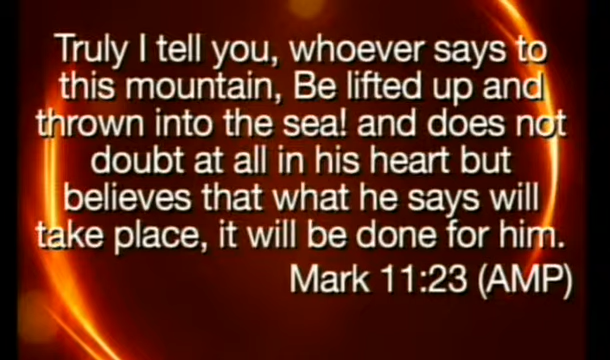 Truly I tell you, whoever says to
this mountain, Be lifted up and
thrown into the sea! and does not
doubt at all in his heart but
believes that what he says will
take place, it will be done for him.
Mark 11:23 (AMP)